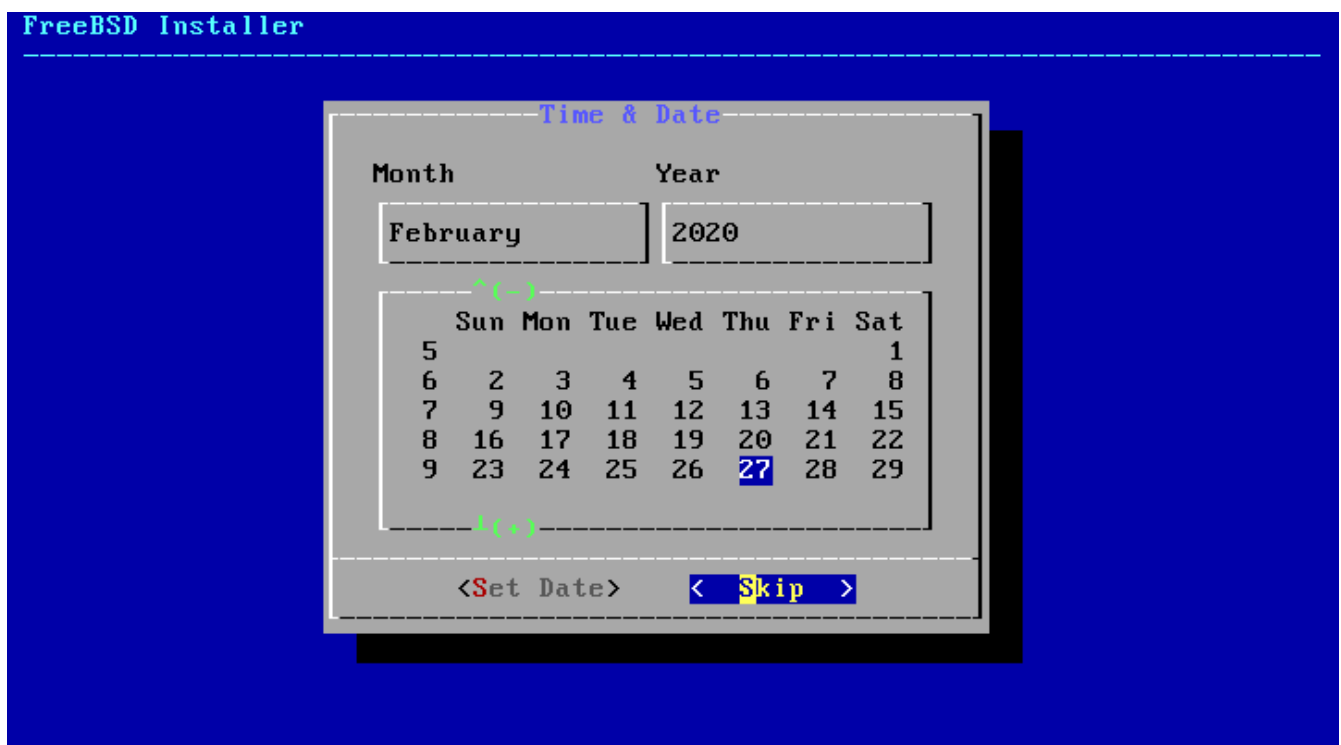 FreeBSD Installer
Time & Date
Month Year
February 2020
^(-)
Sun Mon Tue Wed Thu Fri Sat
5 1
6 2 3 4 5 6 7 8
7 9 10 11 12 13 14 15
8 16 17 18 19 20 21 22
9 23 24 25 26 27 28 29
┴(+)
<Set Date> < Skip >